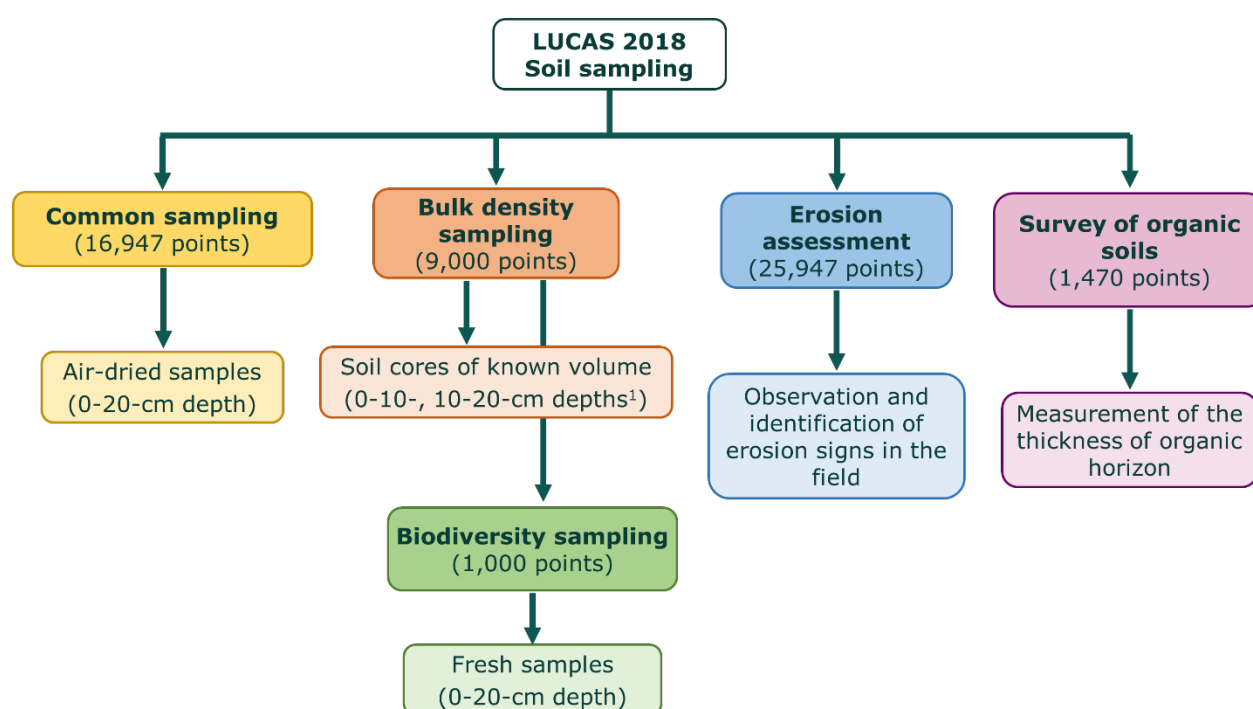 LUCAS 2018
Soil sampling
Common sampling
(16,947 points)
Bulk density
sampling
(9,000 points)
Erosion
assessment
(25,947 points)
Survey of organic
soils
(1,470 points)
Air-dried samples
(0-20-cm depth)
Soil cores of known volume
(0-10-, 10-20-cm depths¹)
Observation and
identification of
erosion signs in the
field
Measurement of the
thickness of organic
horizon
Biodiversity sampling
(1,000 points)
Fresh samples
(0-20-cm depth)